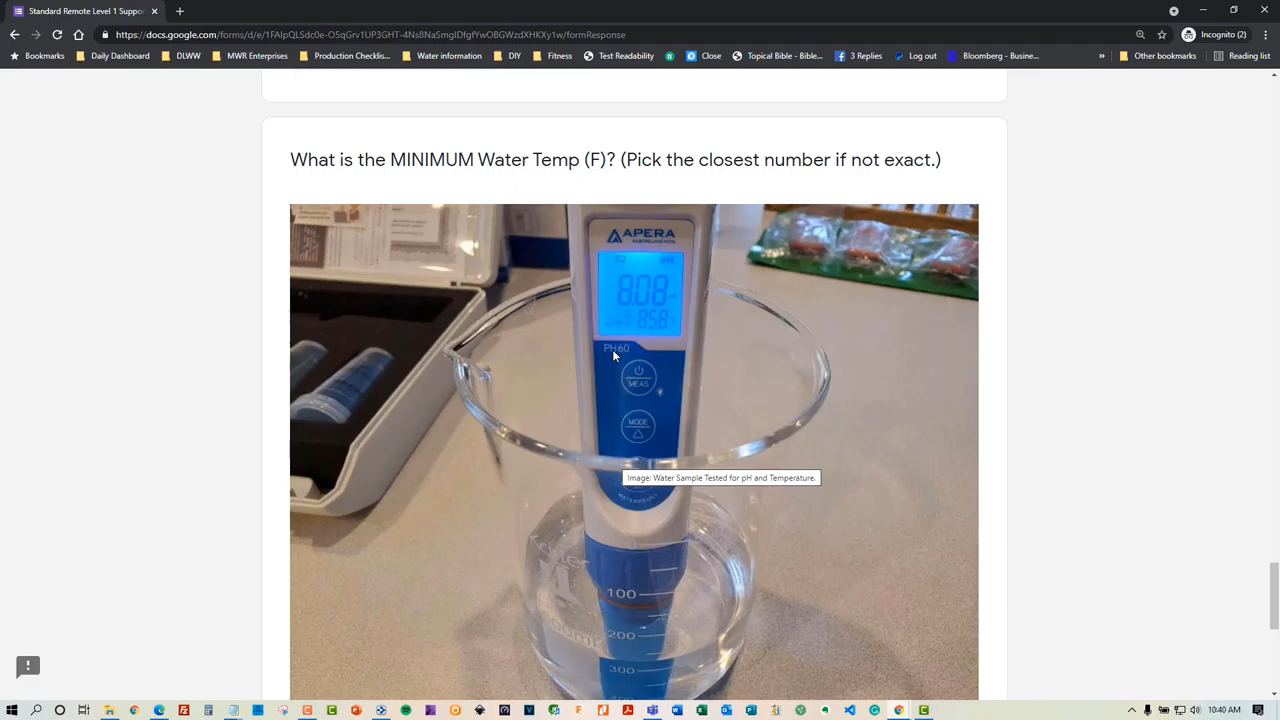 Standard Remote Level 1 Suppor
https://docs.google.com/forms/d/e/1FAIpQLSdc0e-O5qGrv1UP3GHT-4Ns8NaSmgIDfgfYwOBGWzdXHKXy1w/formResponse
Incognito (2)
Bookmarks Daily Dashboard DLWW MWR Enterprises Production Checklis... Water information DIY Fitness Test Readability Close Topical Bible - Bible... 3 Replies Log out Bloomberg - Busine... » Other bookmarks Reading list
What is the MINIMUM Water Temp (F)? (Pick the closest number if not exact.)
APERA
INSTRUMENTS
8.08
85.8
PH60
MEAS
MODE
Image: Water Sample Tested for pH and Temperature.
WATERPROOF
100
200
300
10:40 AM